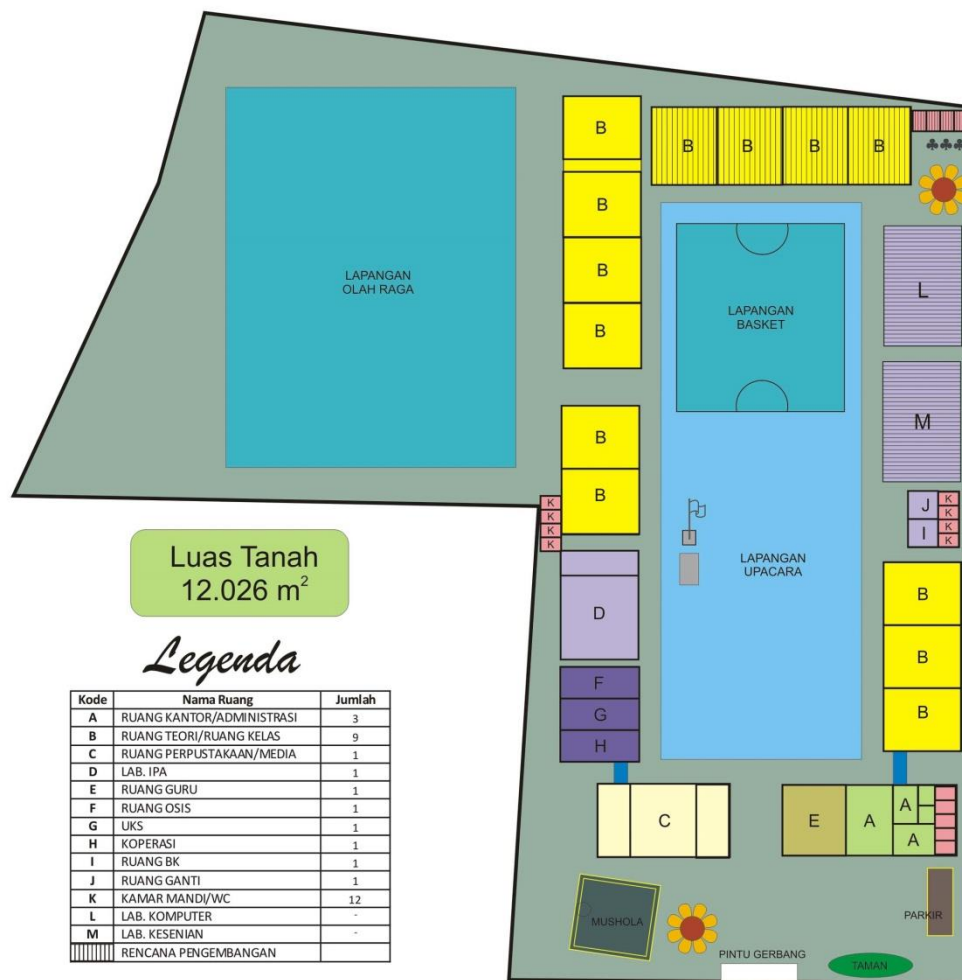 B
B
B
B
B
B
B
B
LAPANGAN
OLAH RAGA
LAPANGAN
BASKET
L
M
B
B
K
K
K
K
J
I
K
K
K
K
LAPANGAN
UPACARA
D
B
B
B
F
G
H
C
E
A
A
A
MUSHOLA
PARKIR
PINTU GERBANG
TAMAN
Luas Tanah
12.026 m²
Legenda
Kode Nama Ruang Jumlah
A RUANG KANTOR/ADMINISTRASI 3
B RUANG TEORI/RUANG KELAS 9
C RUANG PERPUSTAKAAN/MEDIA 1
D LAB. IPA 1
E RUANG GURU 1
F RUANG OSIS 1
G UKS 1
H KOPERASI 1
I RUANG BK 1
J RUANG GANTI 1
K KAMAR MANDI/WC 12
L LAB. KOMPUTER -
M LAB. KESENIAN -
RENCANA PENGEMBANGAN